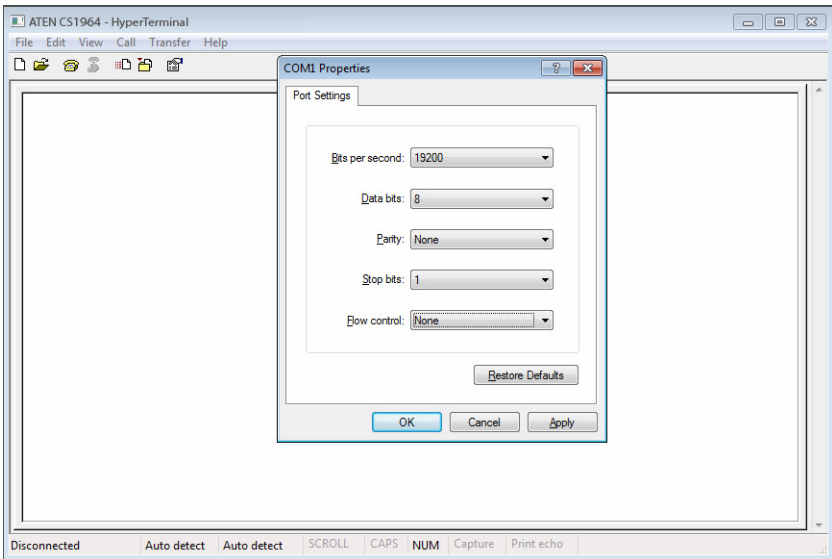 ATEN CS1964 - HyperTerminal
File Edit View Call Transfer Help
COM1 Properties
Port Settings
Bits per second: 19200
Data bits: 8
Parity: None
Stop bits: 1
Flow control: None
Restore Defaults
OK Cancel Apply
Disconnected Auto detect Auto detect SCROLL CAPS NUM Capture Print echo